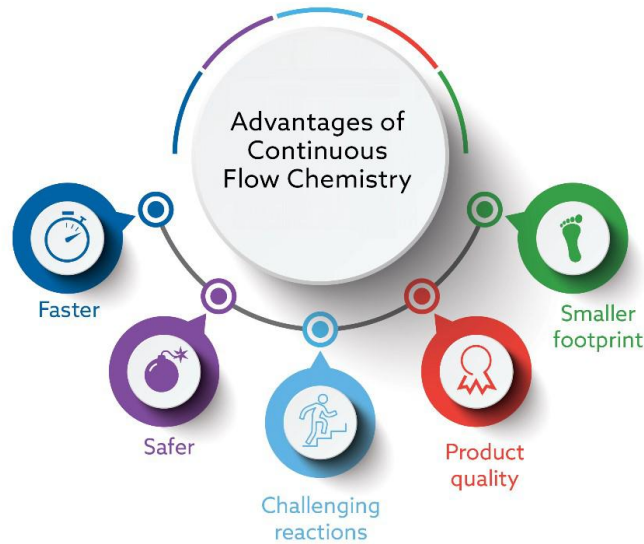 Advantages of
Continuous
Flow Chemistry
Faster
Safer
Challenging
reactions
Product
quality
Smaller
footprint